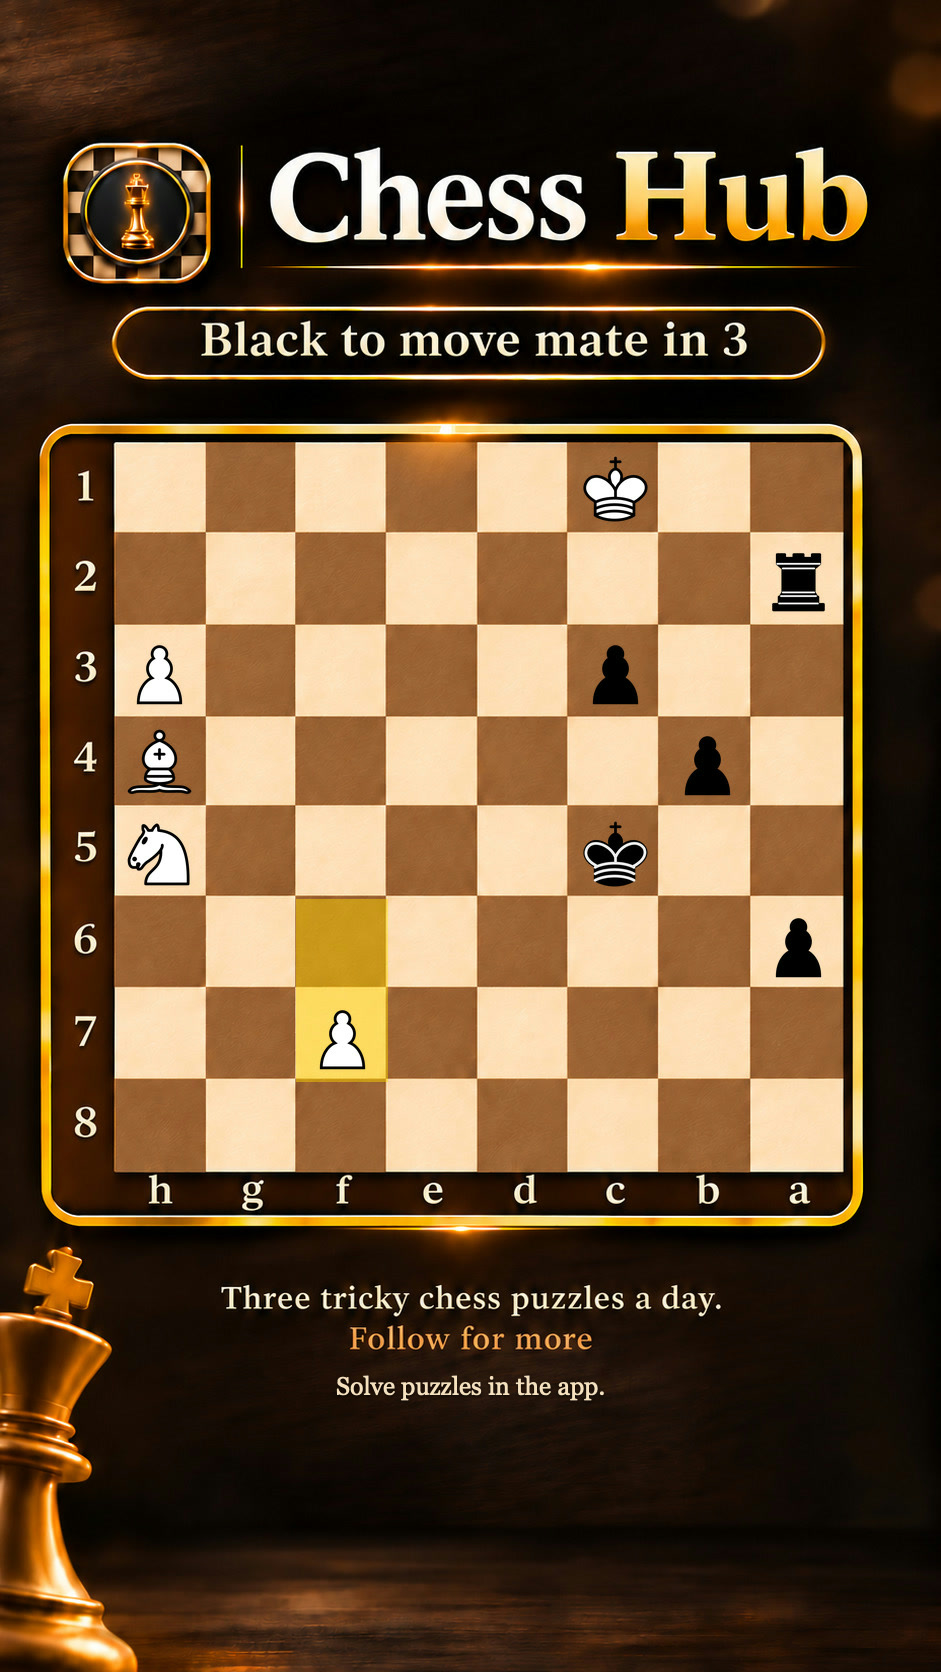 Chess Hub
Black to move mate in 3
1
2
3
4
5
6
7
8
h g f e d c b a
Three tricky chess puzzles a day.
Follow for more
Solve puzzles in the app.